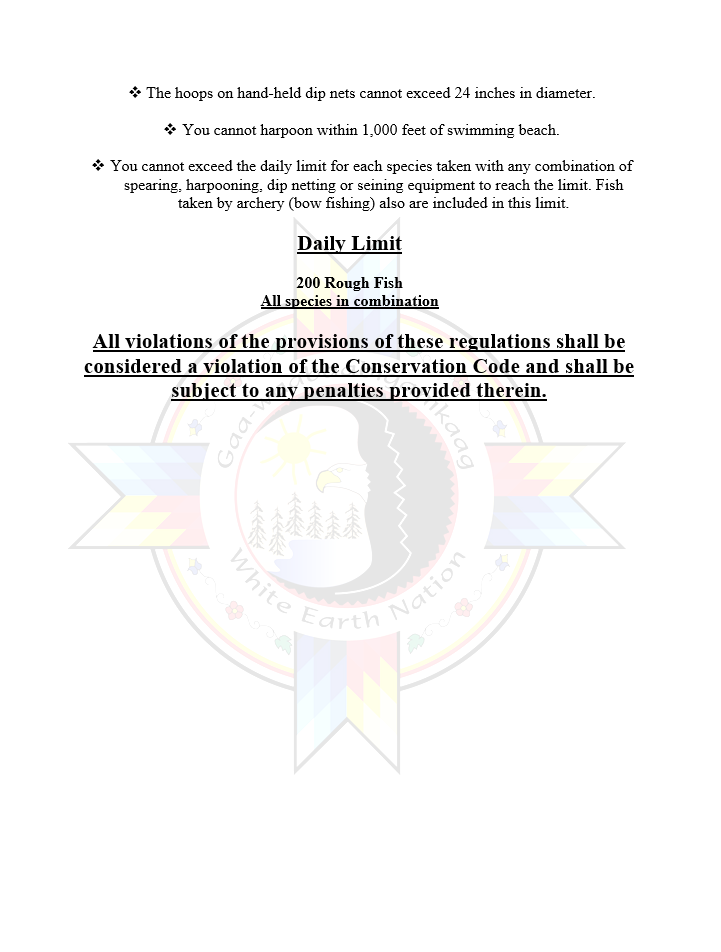 ❖ The hoops on hand-held dip nets cannot exceed 24 inches in diameter.
❖ You cannot harpoon within 1,000 feet of swimming beach.
❖ You cannot exceed the daily limit for each species taken with any combination of
spearing, harpooning, dip netting or seining equipment to reach the limit. Fish
taken by archery (bow fishing) also are included in this limit.
Daily Limit
200 Rough Fish
All species in combination
All violations of the provisions of these regulations shall be
considered a violation of the Conservation Code and shall be
subject to any penalties provided therein.
White Earth Nation